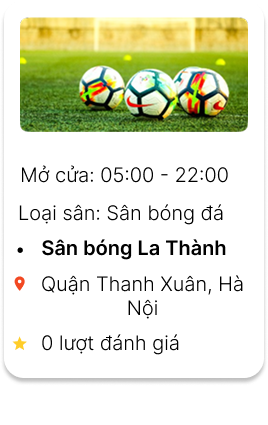 Mở cửa: 05:00 - 22:00
Loại sân: Sân bóng đá
• Sân bóng La Thành
Quận Thanh Xuân, Hà
Nội
0 lượt đánh giá